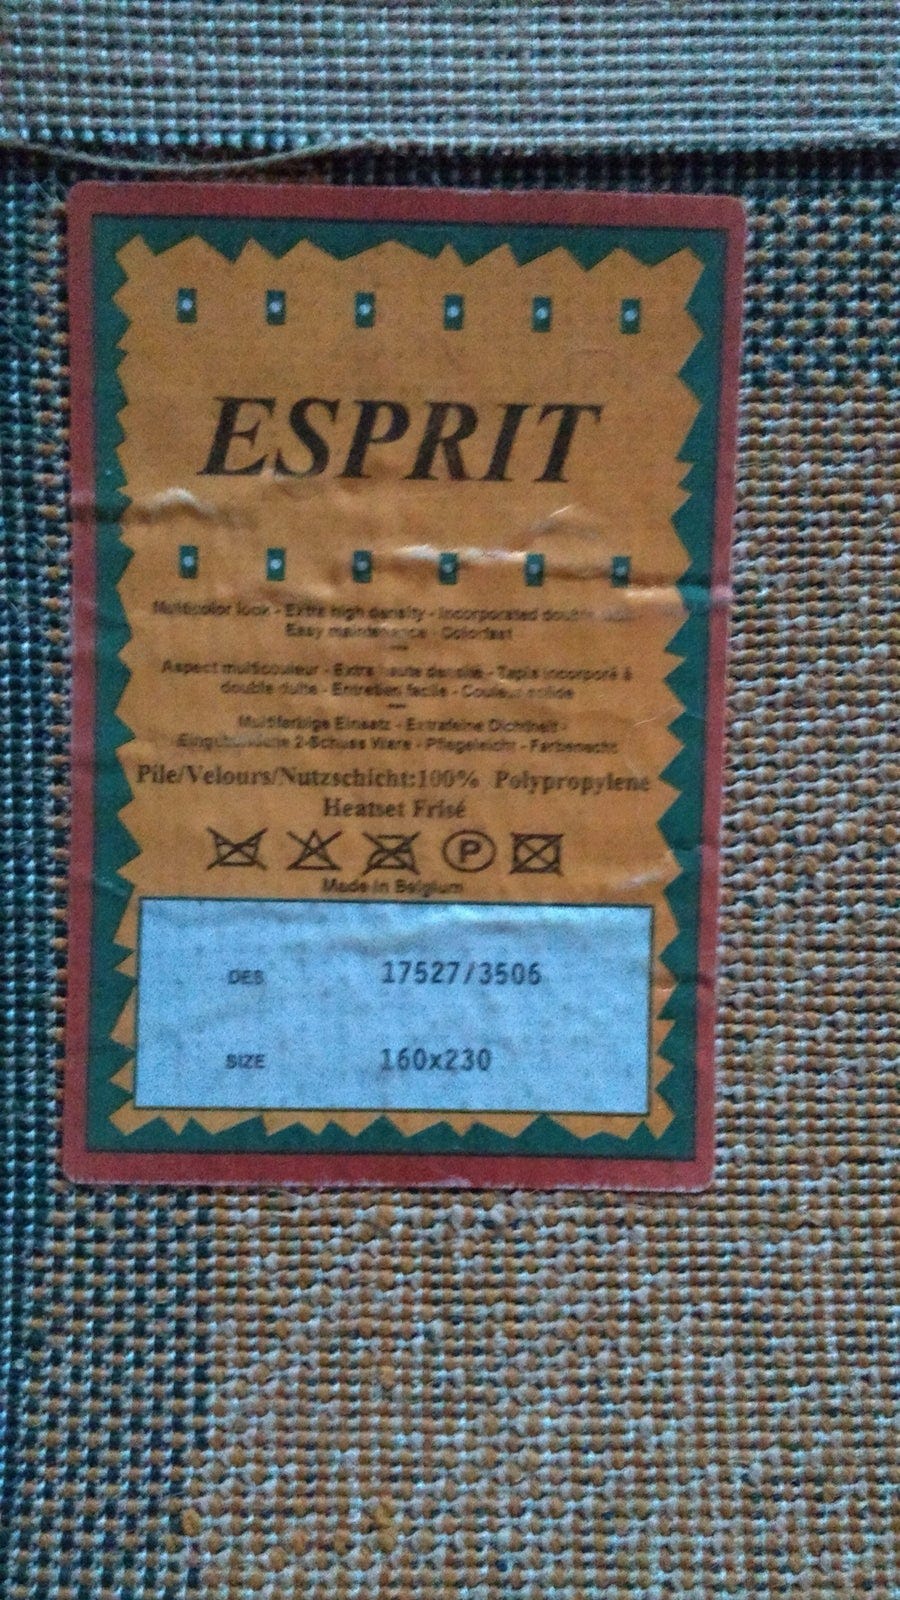 ESPRIT
Multicolor look - Extra high density - Incorporated double
Easy maintenance - Colorfast
Aspect multicouleur - Extra haute densité - Tapis incorporé à
double duite - Entretien facile - Couleur solide
Multifarbige Einsatz - Extrafeine Dichtheit -
2-Schuss Ware - Pflegeleicht - Farbenecht
Pile/Velours/Nutzschicht:100% Polypropylene
Heatset Frisé
P
Made in Belgium
DES 17527/3506
SIZE 160x230